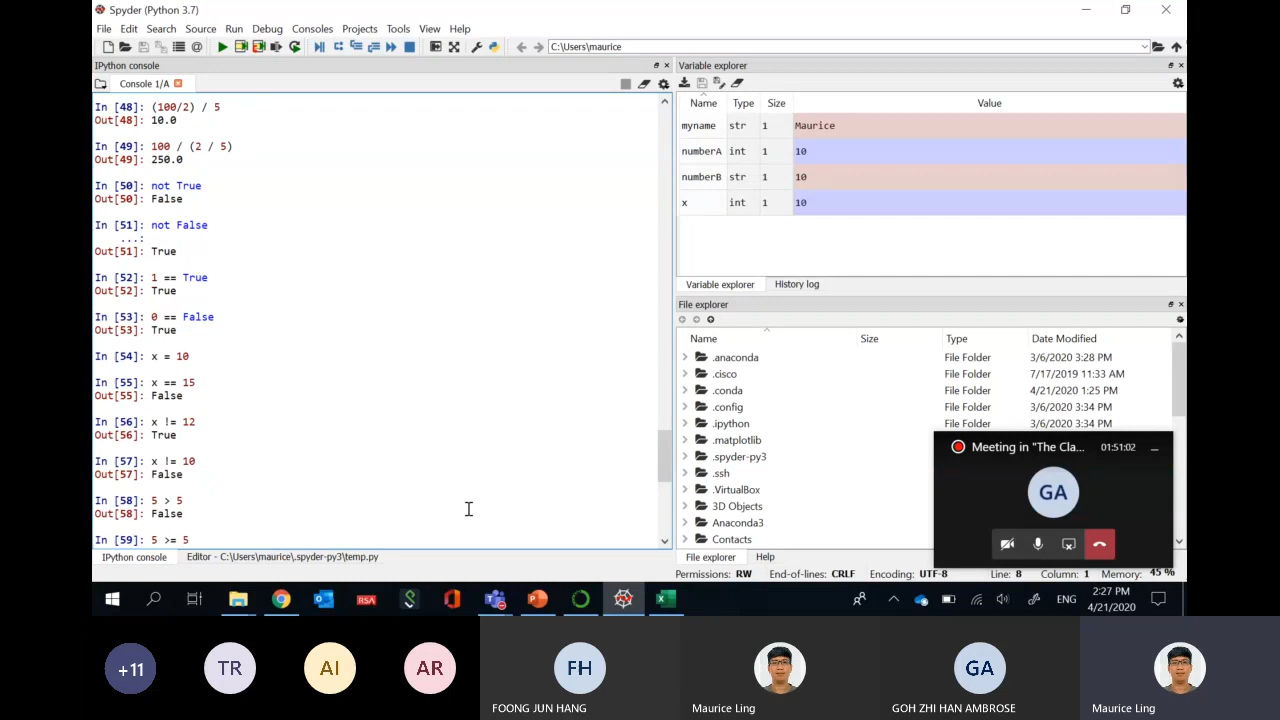 Spyder (Python 3.7)
File Edit Search Source Run Debug Consoles Projects Tools View Help
C:\Users\maurice
IPython console
Console 1/A
In [48]: (100/2) / 5
Out[48]: 10.0
In [49]: 100 / (2 / 5)
Out[49]: 250.0
In [50]: not True
Out[50]: False
In [51]: not False
...:
Out[51]: True
In [52]: 1 == True
Out[52]: True
In [53]: 0 == False
Out[53]: True
In [54]: x = 10
In [55]: x == 15
Out[55]: False
In [56]: x != 12
Out[56]: True
In [57]: x != 10
Out[57]: False
In [58]: 5 > 5
Out[58]: False
In [59]: 5 >= 5
IPython console Editor - C:\Users\maurice\.spyder-py3\temp.py
Variable explorer
Name Type Size Value
myname str 1 Maurice
numberA int 1 10
numberB str 1 10
x int 1 10
Variable explorer History log
File explorer
Name Size Type Date Modified
.anaconda File Folder 3/6/2020 3:28 PM
.cisco File Folder 7/17/2019 11:33 AM
.conda File Folder 4/21/2020 1:25 PM
.config File Folder 3/6/2020 3:34 PM
.ipython File Folder 3/6/2020 3:34 PM
.matplotlib
.spyder-py3
.ssh
.VirtualBox
3D Objects
Anaconda3
Contacts
Meeting in "The Cla... 01:51:02
GA
File explorer Help
Permissions: RW End-of-lines: CRLF Encoding: UTF-8 Line: 8 Column: 1 Memory: 45 %
RSA
ENG
2:27 PM
4/21/2020
+11 TR AI AR FH GA
FOONG JUN HANG Maurice Ling GOH ZHI HAN AMBROSE Maurice Ling